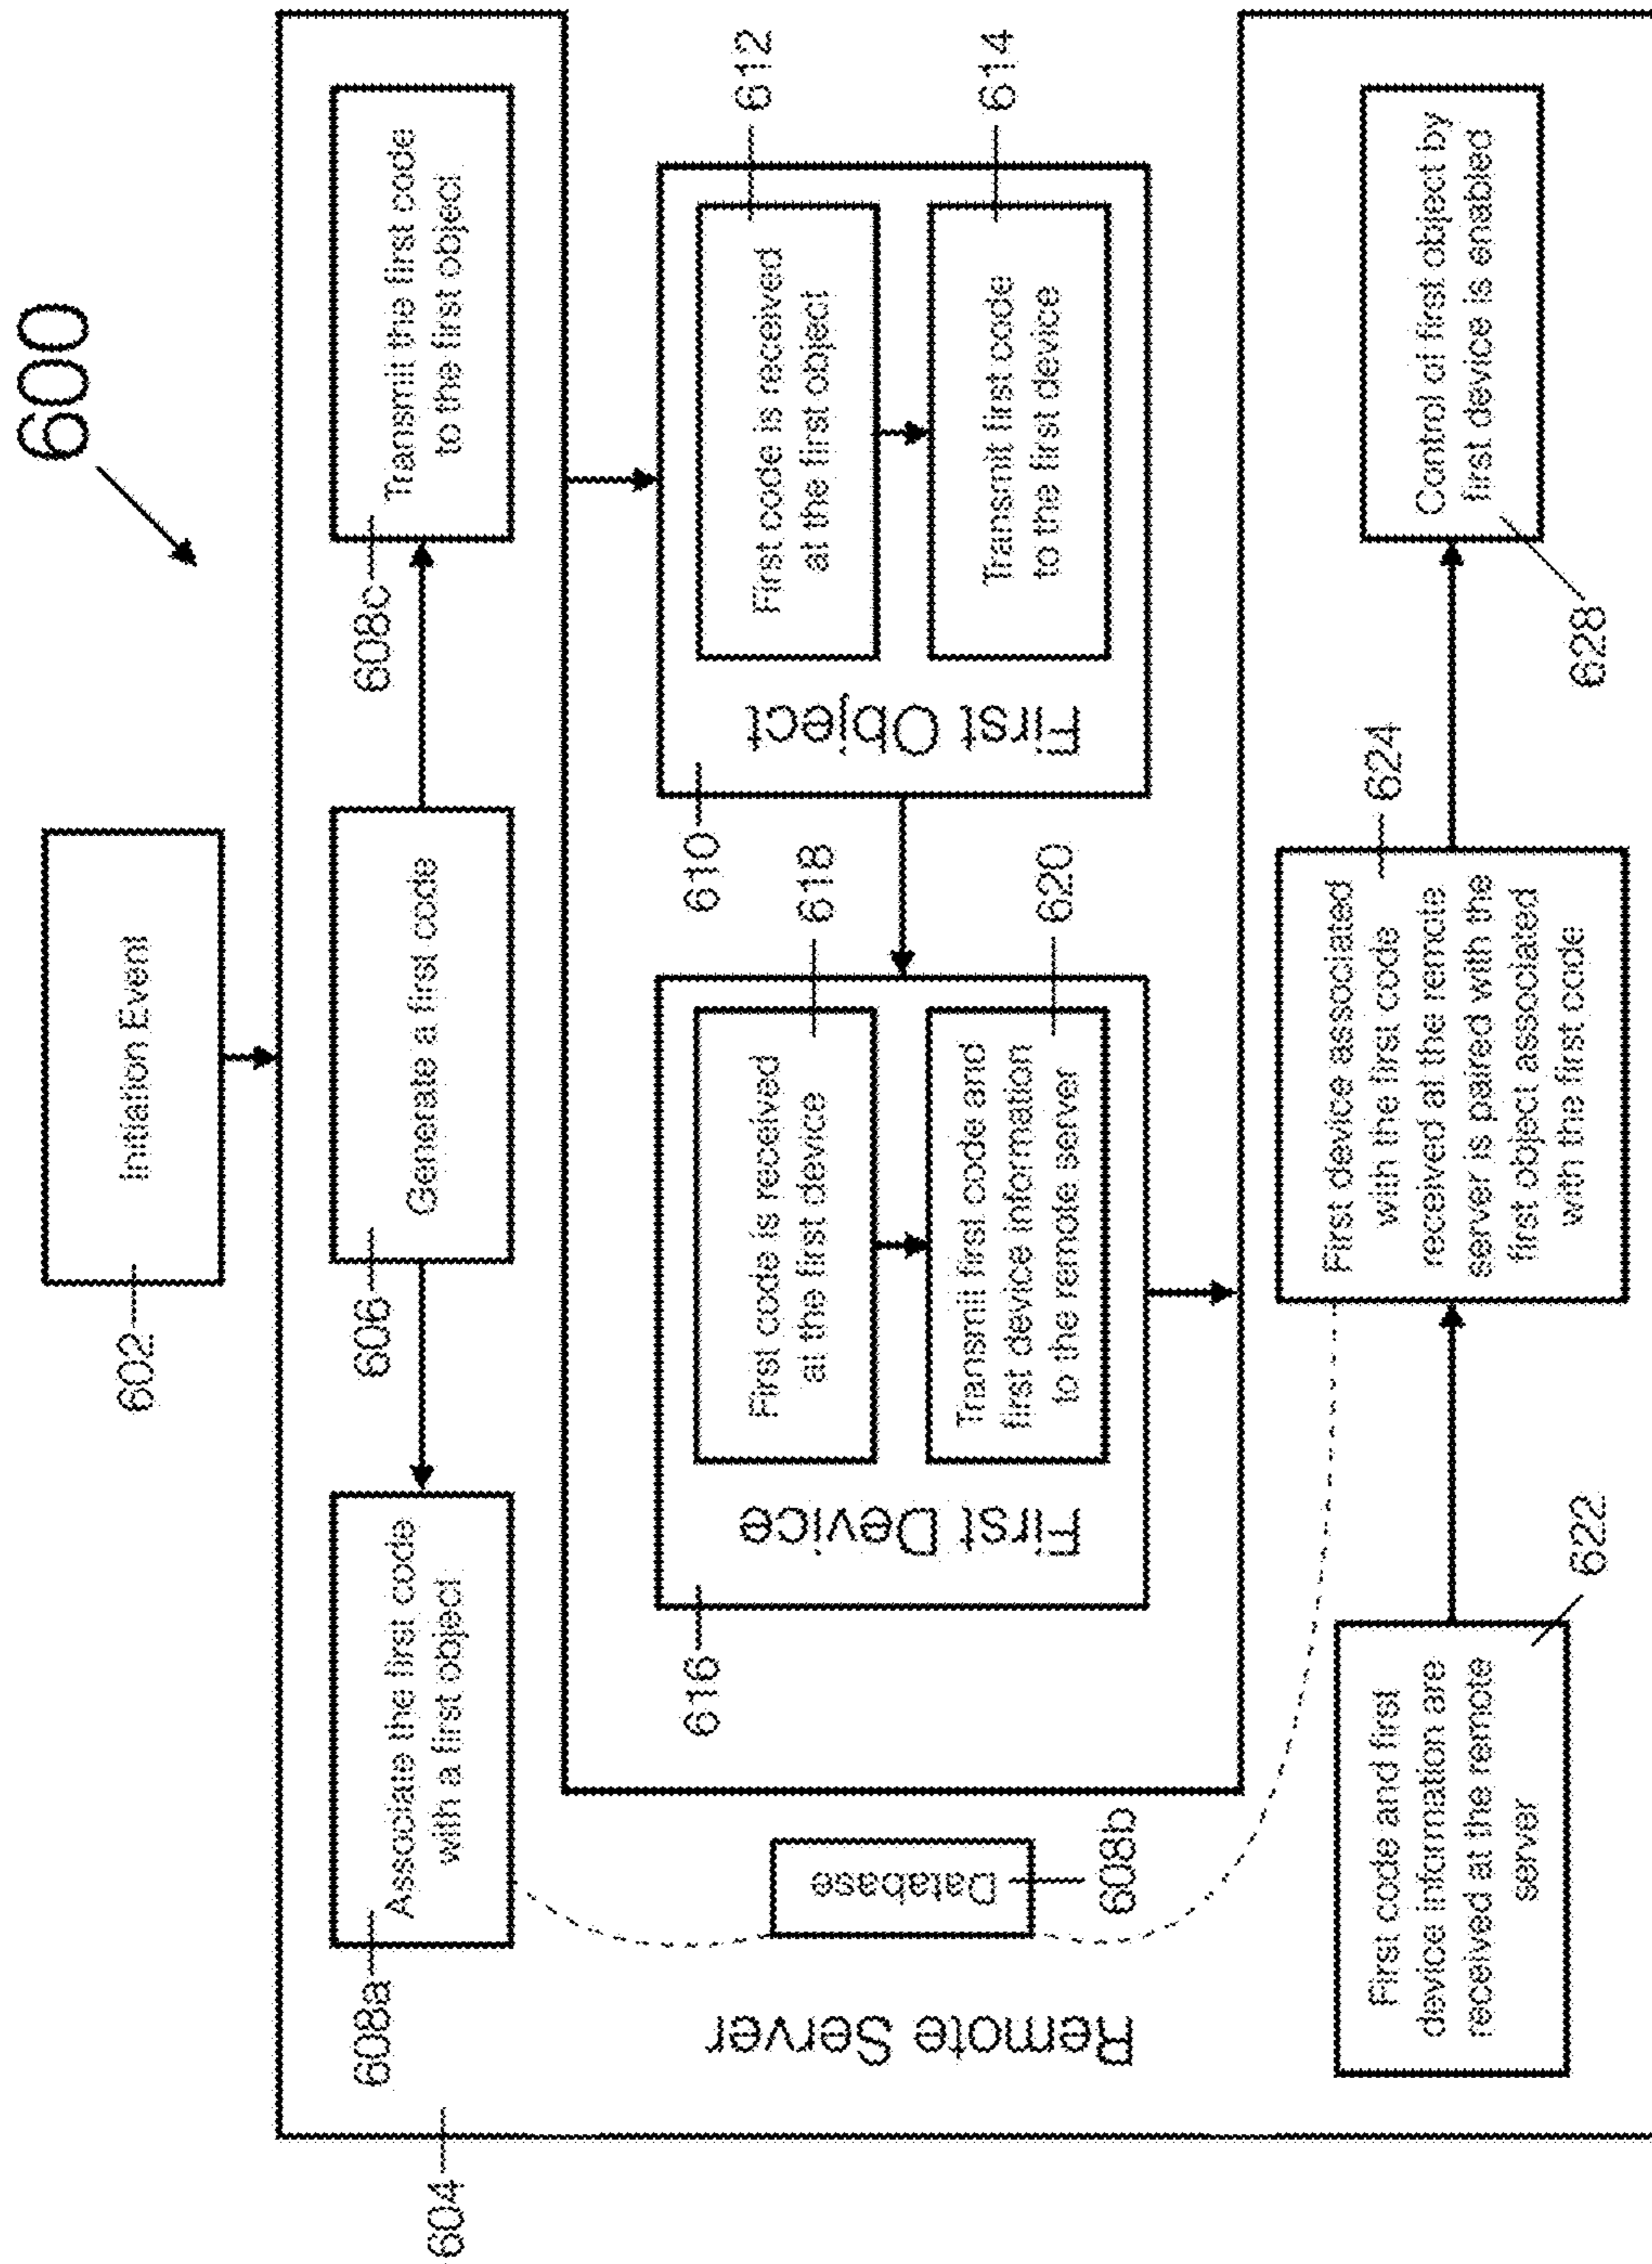 600
602
Initiation Event
604
Remote Server
608a
Associate the first code
with a first object
606
Generate a first code
608c
Transmit the first code
to the first object
608b
Database
616
First Device
618
First code is received
at the first device
620
Transmit first code and
first device information
to the remote server
610
First Object
612
First code is received
at the first object
614
Transmit first code
to the first device
622
First code and first
device information are
received at the remote
server
624
First device associated
with the first code
received at the remote
server is paired with the
first object associated
with the first code
628
Control of first object by
first device is enabled